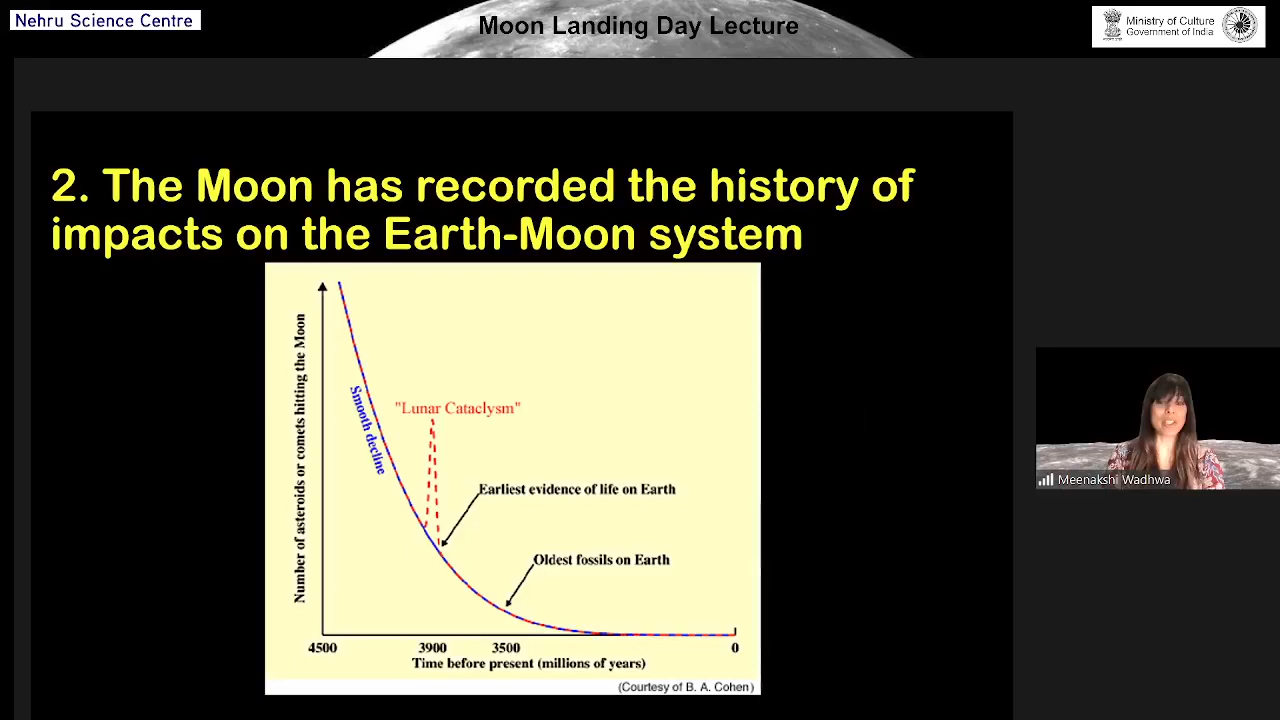 Nehru Science Centre
Moon Landing Day Lecture
Ministry of Culture
Government of India
2. The Moon has recorded the history of
impacts on the Earth-Moon system
Number of asteroids or comets hitting the Moon
Smooth decline
"Lunar Cataclysm"
Earliest evidence of life on Earth
Oldest fossils on Earth
4500 3900 3500 0
Time before present (millions of years)
(Courtesy of B. A. Cohen)
Meenakshi Wadhwa